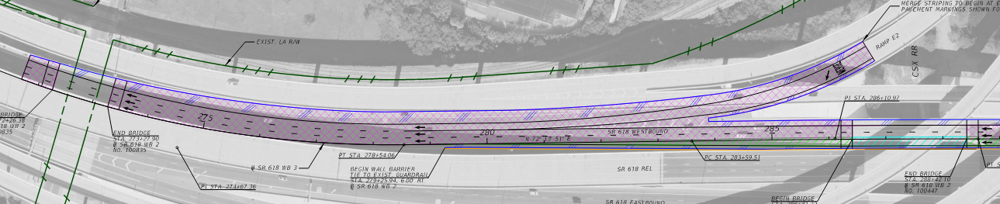 MERGE STRIPING TO BEGIN AT E
PAVEMENT MARKINGS SHOWN FO
EXIST. LA R/W
RAMP E2
CSX RR
PI STA. 286+10.97
275
280
285
SR 618 WESTBOUND
N 72° 13' 51" E
BRIDGE
72+26.38
618 WB 2
0835
END BRIDGE
STA. 273+27.90
℄ SR 618 WB 2
NO. 100835
PT STA. 278+54.06
PC STA. 283+59.51
℄ SR 618 WB 3
BEGIN WALL BARRIER
TIE TO EXIST. GUARDRAIL
STA. 279+25.94, 6.00' RT
℄ SR 618 WB 2
PI STA. 274+67.36
SR 618 REL
SR 618 EASTBOUND
END BRIDGE
STA. 288+42.10
℄ SR 618 WB 2
NO. 100447
PT S
BEGIN BRIDGE